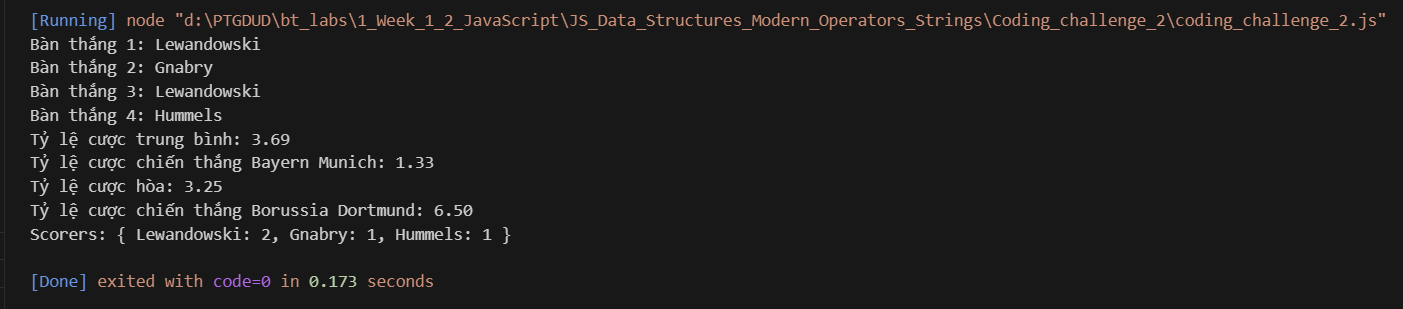 [Running] node "d:\PTGDUD\bt_labs\1_Week_1_2_JavaScript\JS_Data_Structures_Modern_Operators_Strings\Coding_challenge_2\coding_challenge_2.js"
Bàn thắng 1: Lewandowski
Bàn thắng 2: Gnabry
Bàn thắng 3: Lewandowski
Bàn thắng 4: Hummels
Tỷ lệ cược trung bình: 3.69
Tỷ lệ cược chiến thắng Bayern Munich: 1.33
Tỷ lệ cược hòa: 3.25
Tỷ lệ cược chiến thắng Borussia Dortmund: 6.50
Scorers: { Lewandowski: 2, Gnabry: 1, Hummels: 1 }
[Done] exited with code=0 in 0.173 seconds